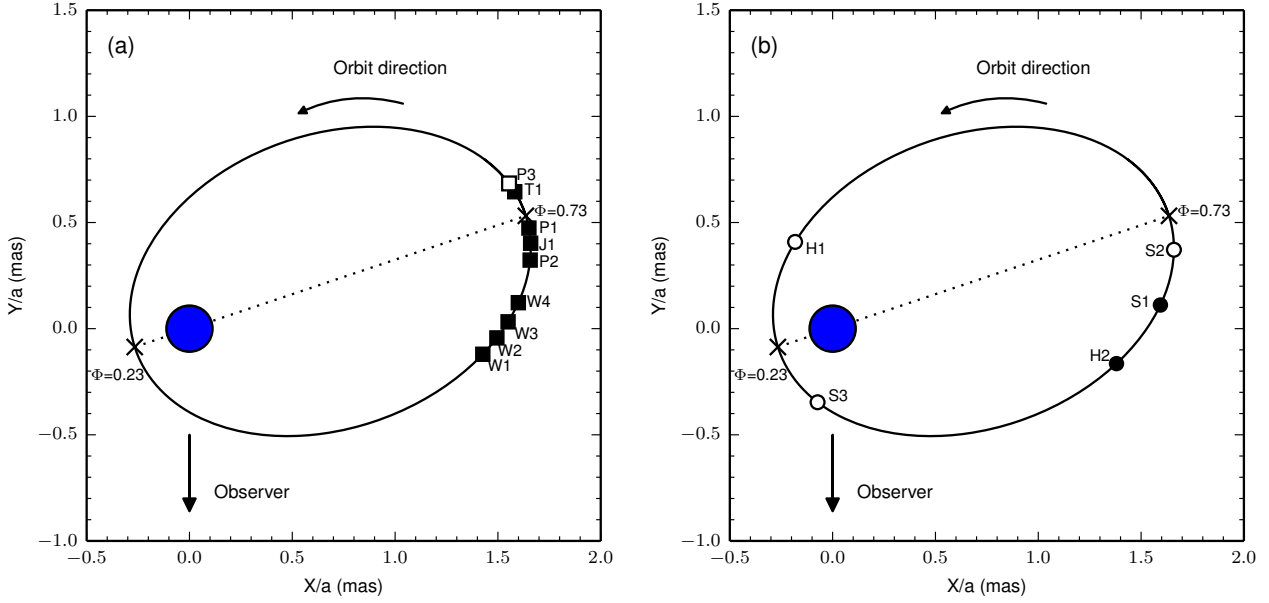 (a)
Orbit direction
P3
T1
Φ=0.73
P1
J1
P2
W4
W3
W2
W1
Φ=0.23
Observer
1.5
1.0
0.5
0.0
−0.5
−1.0
−0.5
0.0
0.5
1.0
1.5
2.0
X/a (mas)
Y/a (mas)
(b)
Orbit direction
Φ=0.73
S2
H1
S1
H2
Φ=0.23
S3
Observer
1.5
1.0
0.5
0.0
−0.5
−1.0
−0.5
0.0
0.5
1.0
1.5
2.0
X/a (mas)
Y/a (mas)